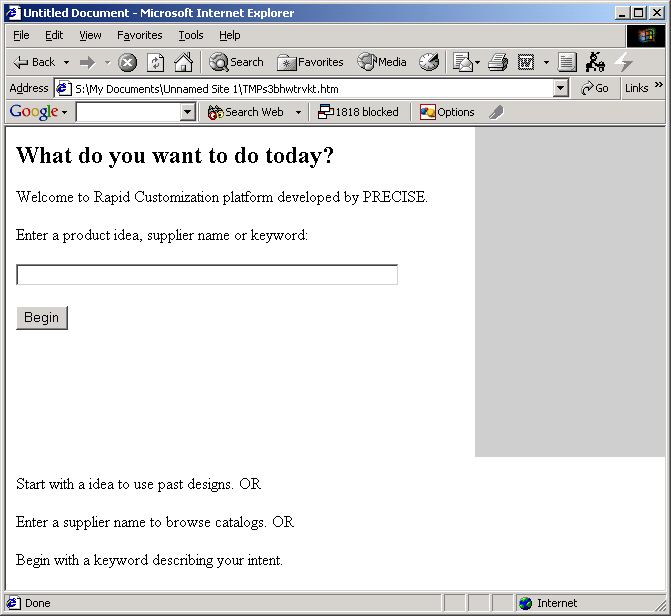 Untitled Document - Microsoft Internet Explorer
File Edit View Favorites Tools Help
Back Search Favorites Media
Address S:\My Documents\Unnamed Site 1\TMPs3bhwtrvkt.htm Go Links »
Google Search Web 1818 blocked Options
What do you want to do today?
Welcome to Rapid Customization platform developed by PRECISE.
Enter a product idea, supplier name or keyword:
Begin
Start with a idea to use past designs. OR
Enter a supplier name to browse catalogs. OR
Begin with a keyword describing your intent.
Done Internet